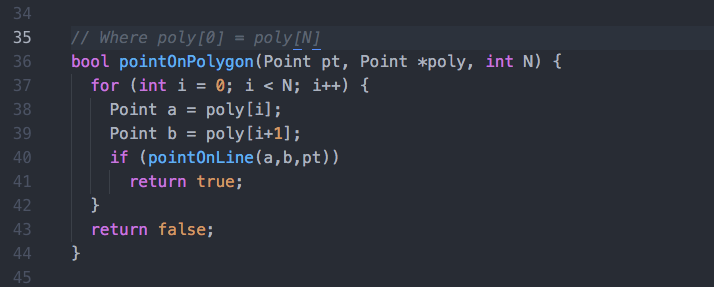 34
35 // Where poly[0] = poly[N]
36 bool pointOnPolygon(Point pt, Point *poly, int N) {
37 for (int i = 0; i < N; i++) {
38 Point a = poly[i];
39 Point b = poly[i+1];
40 if (pointOnLine(a,b,pt))
41 return true;
42 }
43 return false;
44 }
45